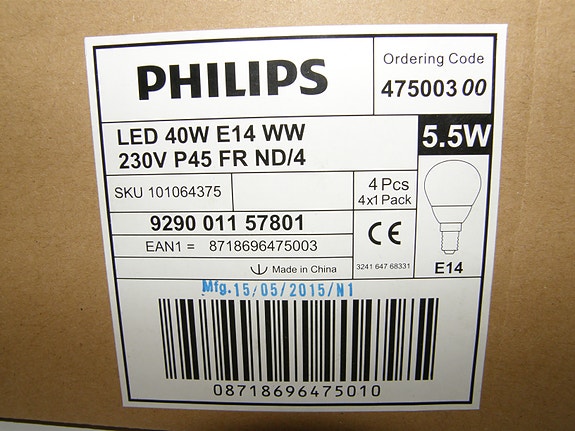 PHILIPS
Ordering Code
475003 00
LED 40W E14 WW
230V P45 FR ND/4
5.5W
SKU 101064375
4 Pcs
4x1 Pack
9290 011 57801
EAN1 = 8718696475003
CE
Made in China
3241 647 68331
E14
Mfg.15/05/2015/N1
08718696475010